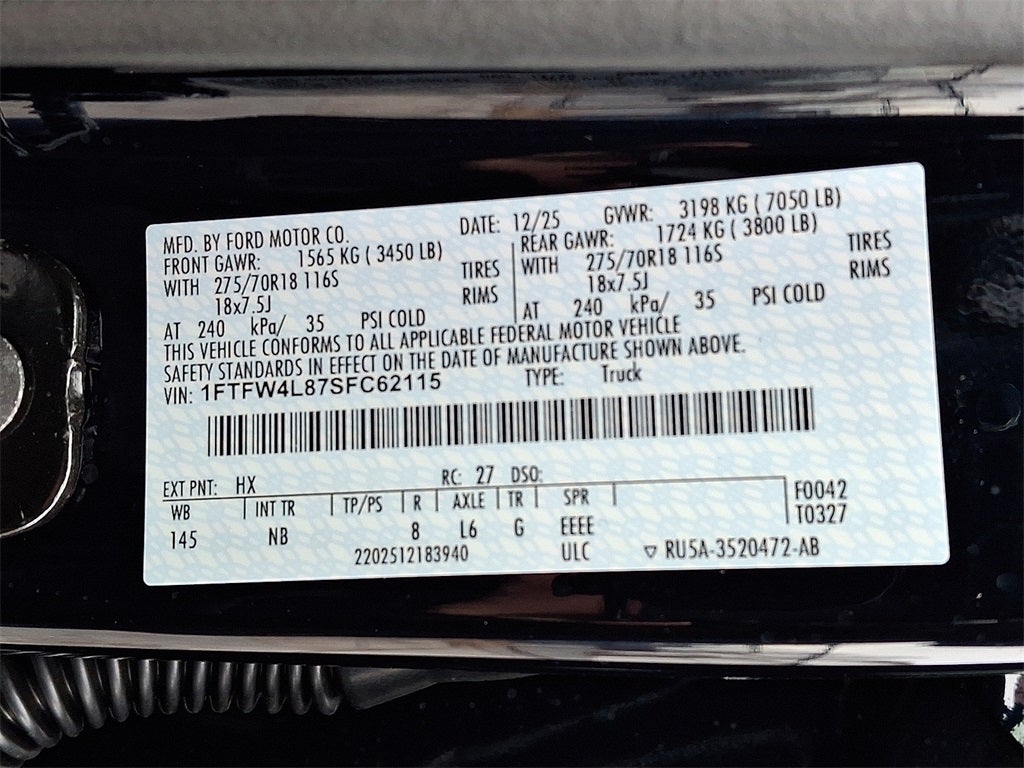 MFD. BY FORD MOTOR CO. DATE: 12/25 GVWR: 3198 KG ( 7050 LB)
FRONT GAWR: 1565 KG ( 3450 LB) REAR GAWR: 1724 KG ( 3800 LB)
WITH 275/70R18 116S TIRES WITH 275/70R18 116S TIRES
18x7.5J RIMS 18x7.5J RIMS
AT 240 kPa/ 35 PSI COLD AT 240 kPa/ 35 PSI COLD
THIS VEHICLE CONFORMS TO ALL APPLICABLE FEDERAL MOTOR VEHICLE
SAFETY STANDARDS IN EFFECT ON THE DATE OF MANUFACTURE SHOWN ABOVE.
VIN: 1FTFW4L87SFC62115 TYPE: Truck
EXT PNT: HX RC: 27 DSO:
WB INT TR TP/PS R AXLE TR SPR F0042
145 NB 8 L6 G EEEE T0327
2202512183940 ULC ▽ RU5A-3520472-AB